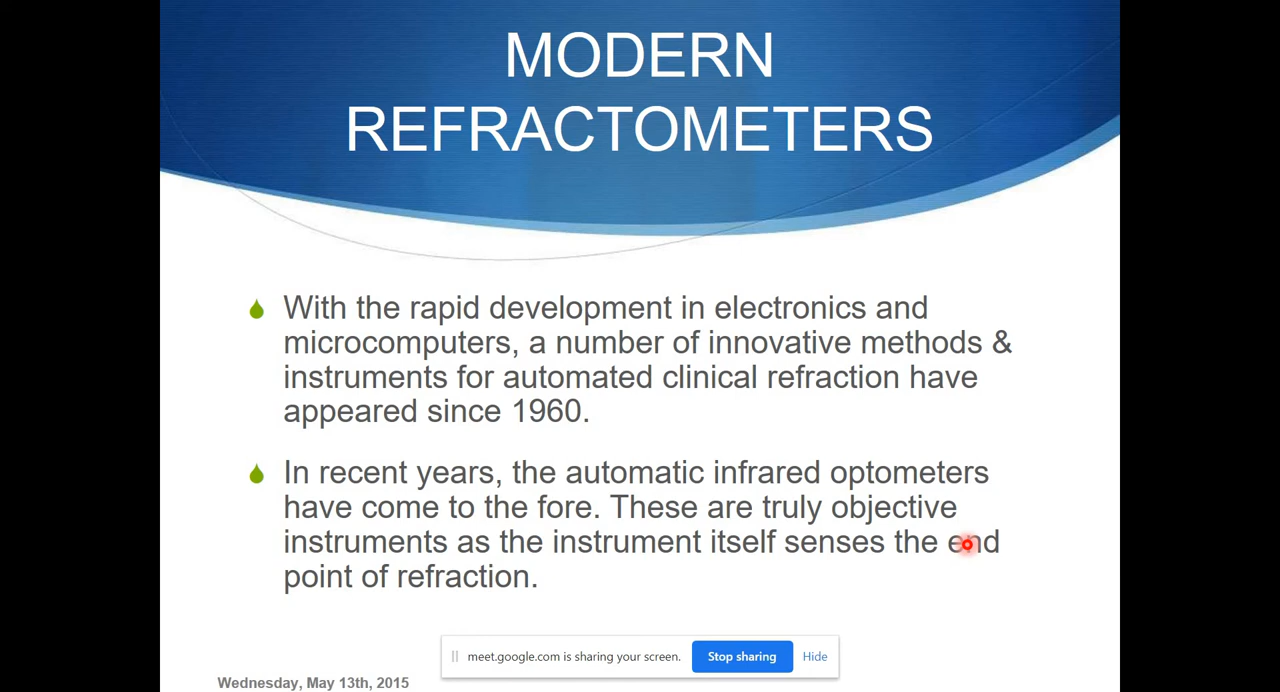 MODERN
REFRACTOMETERS
With the rapid development in electronics and
microcomputers, a number of innovative methods &
instruments for automated clinical refraction have
appeared since 1960.
In recent years, the automatic infrared optometers
have come to the fore. These are truly objective
instruments as the instrument itself senses the end
point of refraction.
meet.google.com is sharing your screen. Stop sharing Hide
Wednesday, May 13th, 2015